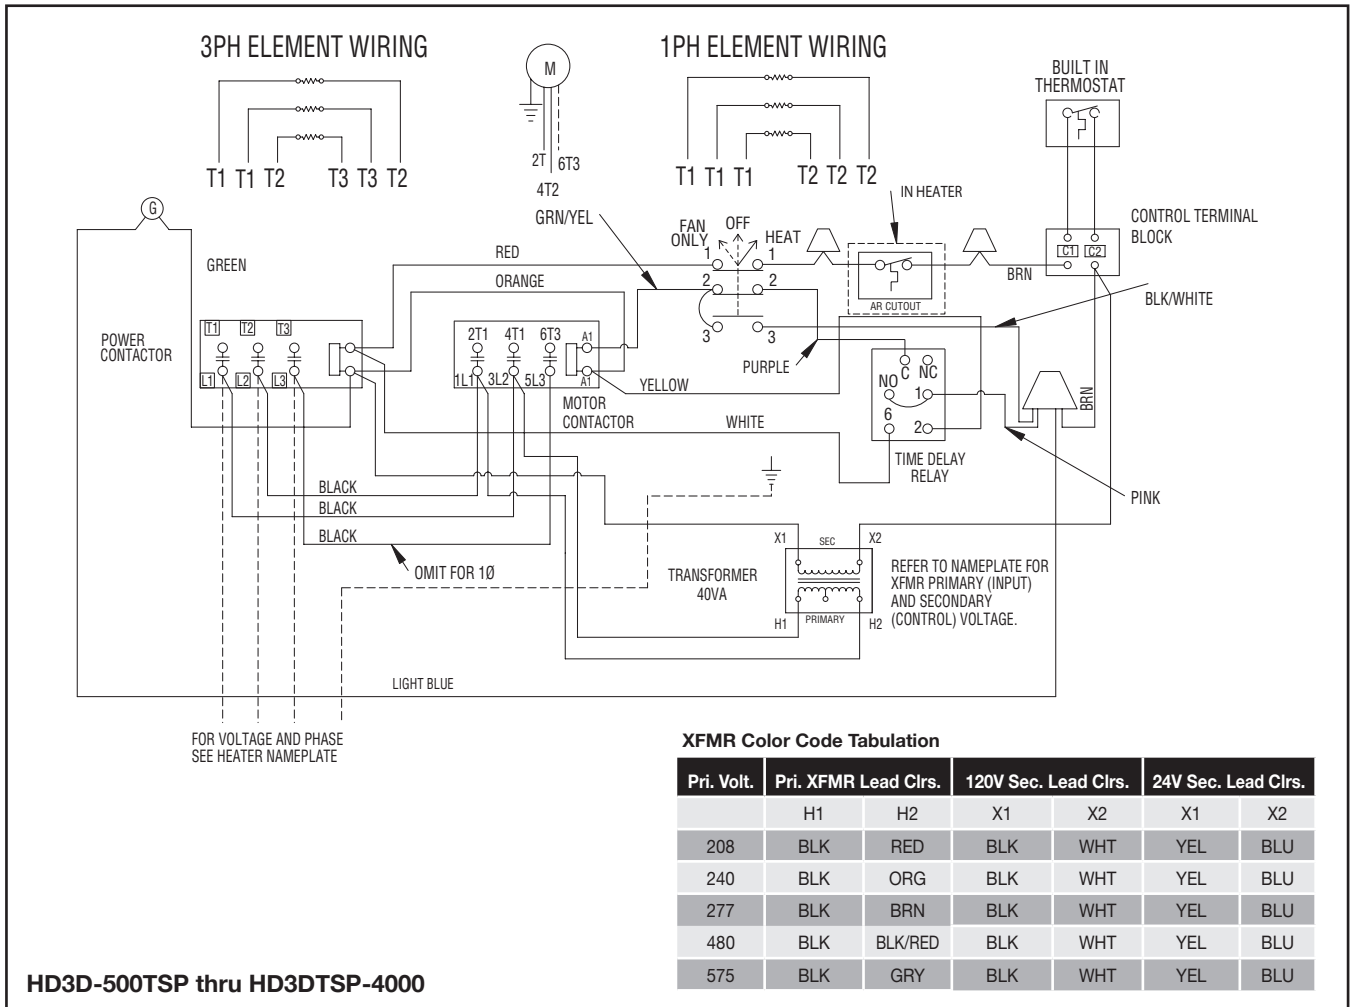 3PH ELEMENT WIRING
T1 T1 T2 T3 T3 T2
M
2T
6T3
4T2
1PH ELEMENT WIRING
T1 T1 T1 T2 T2 T2
BUILT IN
THERMOSTAT
G
GREEN
GRN/YEL
RED
ORANGE
FAN
ONLY
OFF
HEAT
1 1
2 2
3 3
IN HEATER
AR CUTOUT
BRN
CONTROL TERMINAL
BLOCK
C1 C2
BLK/WHITE
POWER
CONTACTOR
T1 T2 T3
L1 L2 L3
2T1 4T1 6T3 A1
1L1 3L2 5L3 A1
MOTOR
CONTACTOR
YELLOW
PURPLE
WHITE
NO C NC
1
6
2
TIME DELAY
RELAY
BRN
PINK
BLACK
BLACK
BLACK
OMIT FOR 1Ø
TRANSFORMER
40VA
X1 SEC X2
H1 PRIMARY H2
REFER TO NAMEPLATE FOR
XFMR PRIMARY (INPUT)
AND SECONDARY
(CONTROL) VOLTAGE.
LIGHT BLUE
FOR VOLTAGE AND PHASE
SEE HEATER NAMEPLATE
XFMR Color Code Tabulation
Pri. Volt. Pri. XFMR Lead Clrs. 120V Sec. Lead Clrs. 24V Sec. Lead Clrs.
H1 H2 X1 X2 X1 X2
208 BLK RED BLK WHT YEL BLU
240 BLK ORG BLK WHT YEL BLU
277 BLK BRN BLK WHT YEL BLU
480 BLK BLK/RED BLK WHT YEL BLU
575 BLK GRY BLK WHT YEL BLU
HD3D-500TSP thru HD3DTSP-4000